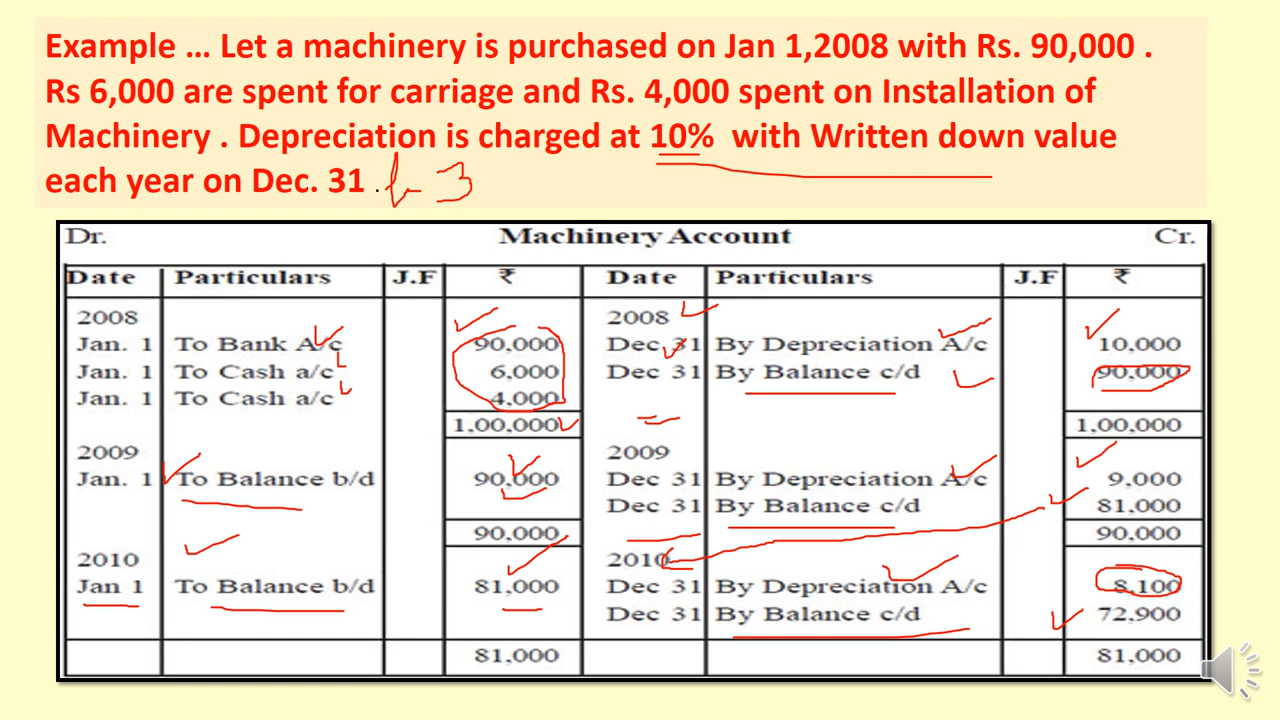 Example … Let a machinery is purchased on Jan 1,2008 with Rs. 90,000 .
Rs 6,000 are spent for carriage and Rs. 4,000 spent on Installation of
Machinery . Depreciation is charged at 10% with Written down value
each year on Dec. 31 . 3
Dr. Machinery Account Cr.
Date Particulars J.F ₹ Date Particulars J.F ₹
2008 2008
Jan. 1 To Bank A/c 90,000 Dec 31 By Depreciation A/c 10,000
Jan. 1 To Cash a/c 6,000 Dec 31 By Balance c/d 90,000
Jan. 1 To Cash a/c 4,000
1,00,000 1,00,000
2009 2009
Jan. 1 To Balance b/d 90,000 Dec 31 By Depreciation A/c 9,000
Dec 31 By Balance c/d 81,000
90,000 90,000
2010 2010
Jan 1 To Balance b/d 81,000 Dec 31 By Depreciation A/c 8,100
Dec 31 By Balance c/d 72,900
81,000 81,000